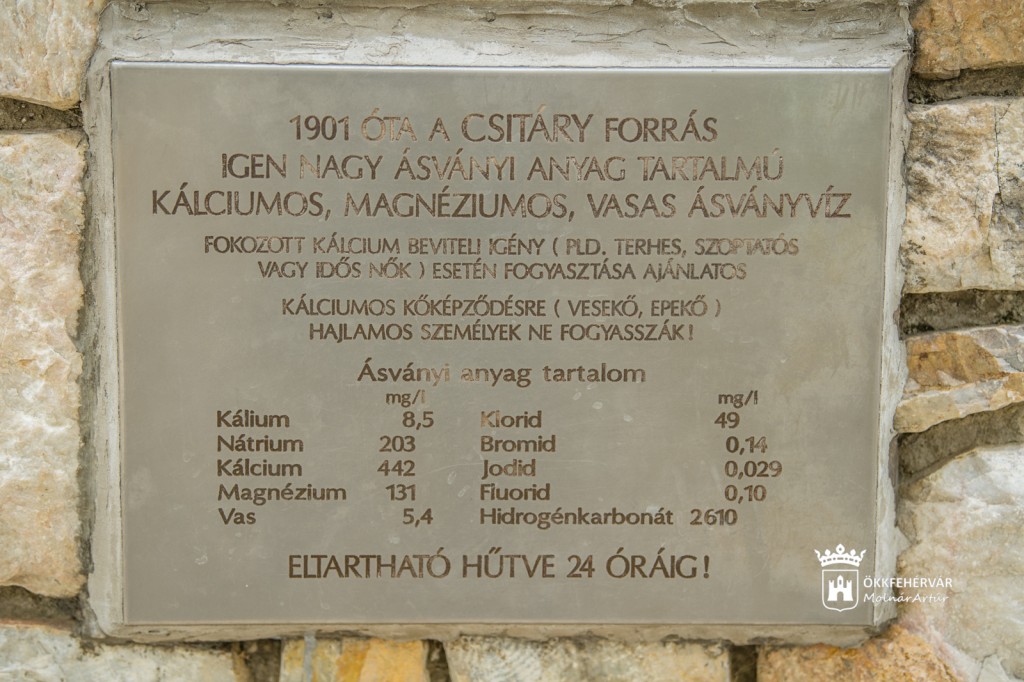 1901 ÓTA A CSITÁRY FORRÁS
IGEN NAGY ÁSVÁNYI ANYAG TARTALMÚ
KÁLCIUMOS, MAGNÉZIUMOS, VASAS ÁSVÁNYVÍZ
FOKOZOTT KÁLCIUM BEVITELI IGÉNY ( PLD. TERHES, SZOPTATÓS
VAGY IDŐS NŐK ) ESETÉN FOGYASZTÁSA AJÁNLATOS
KÁLCIUMOS KŐKÉPZŐDÉSRE ( VESEKŐ, EPEKŐ )
HAJLAMOS SZEMÉLYEK NE FOGYASSZÁK!
Ásványi anyag tartalom
mg/l mg/l
Kálium 8,5 Klorid 49
Nátrium 203 Bromid 0,14
Kálcium 442 Jodid 0,029
Magnézium 131 Fluorid 0,10
Vas 5,4 Hidrogénkarbonát 2610
ELTARTHATÓ HŰTVE 24 ÓRÁIG!
ÖKKFEHÉRVÁR
MolnárArtúr